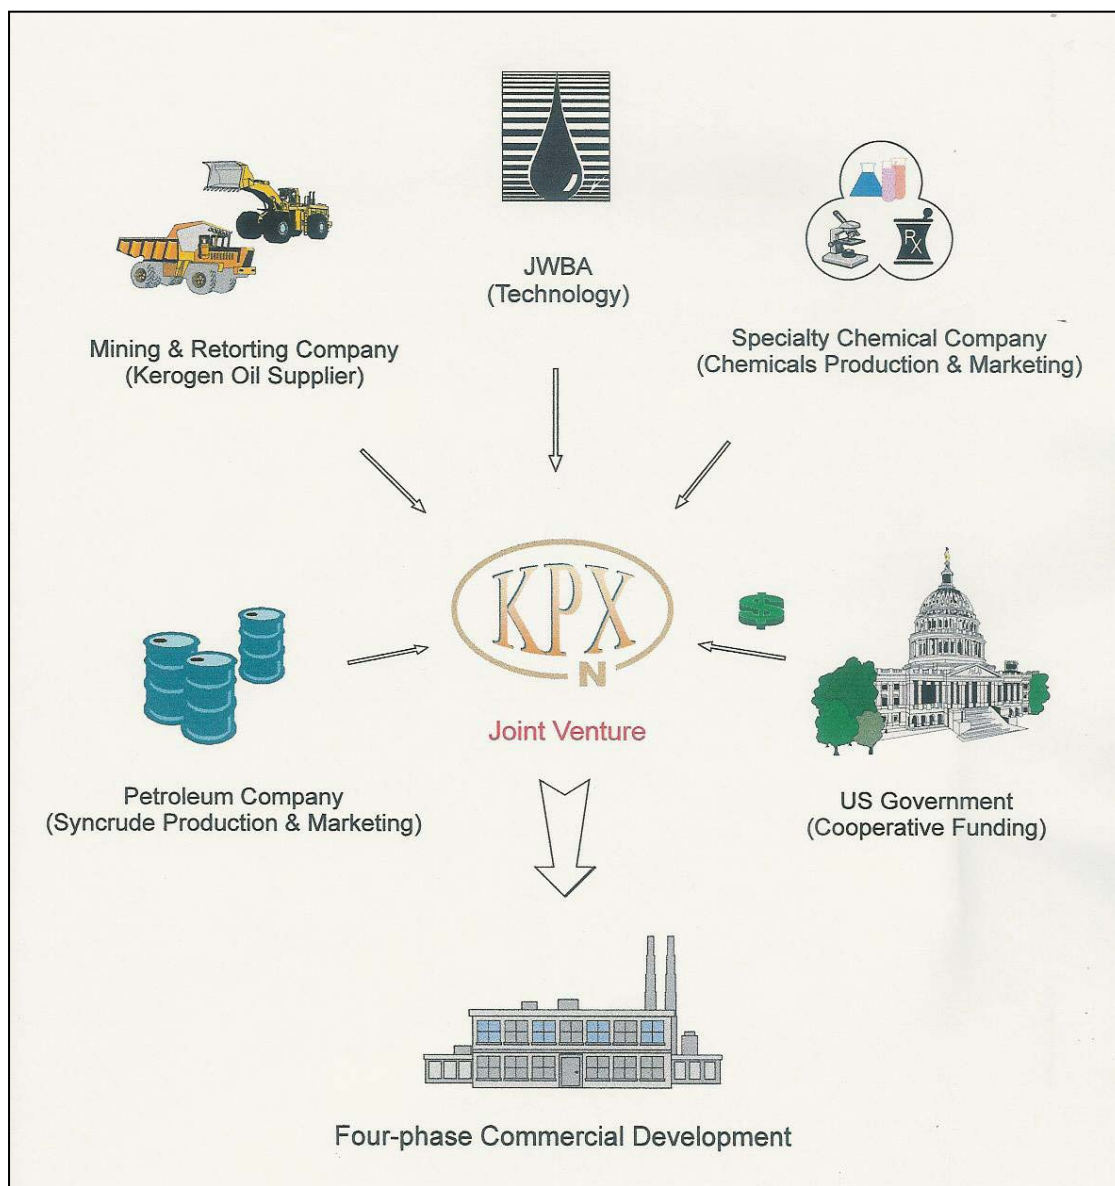 JWBA
(Technology)
Mining & Retorting Company
(Kerogen Oil Supplier)
Rx
Specialty Chemical Company
(Chemicals Production & Marketing)
KPX
N
Joint Venture
$
Petroleum Company
(Syncrude Production & Marketing)
US Government
(Cooperative Funding)
Four-phase Commercial Development